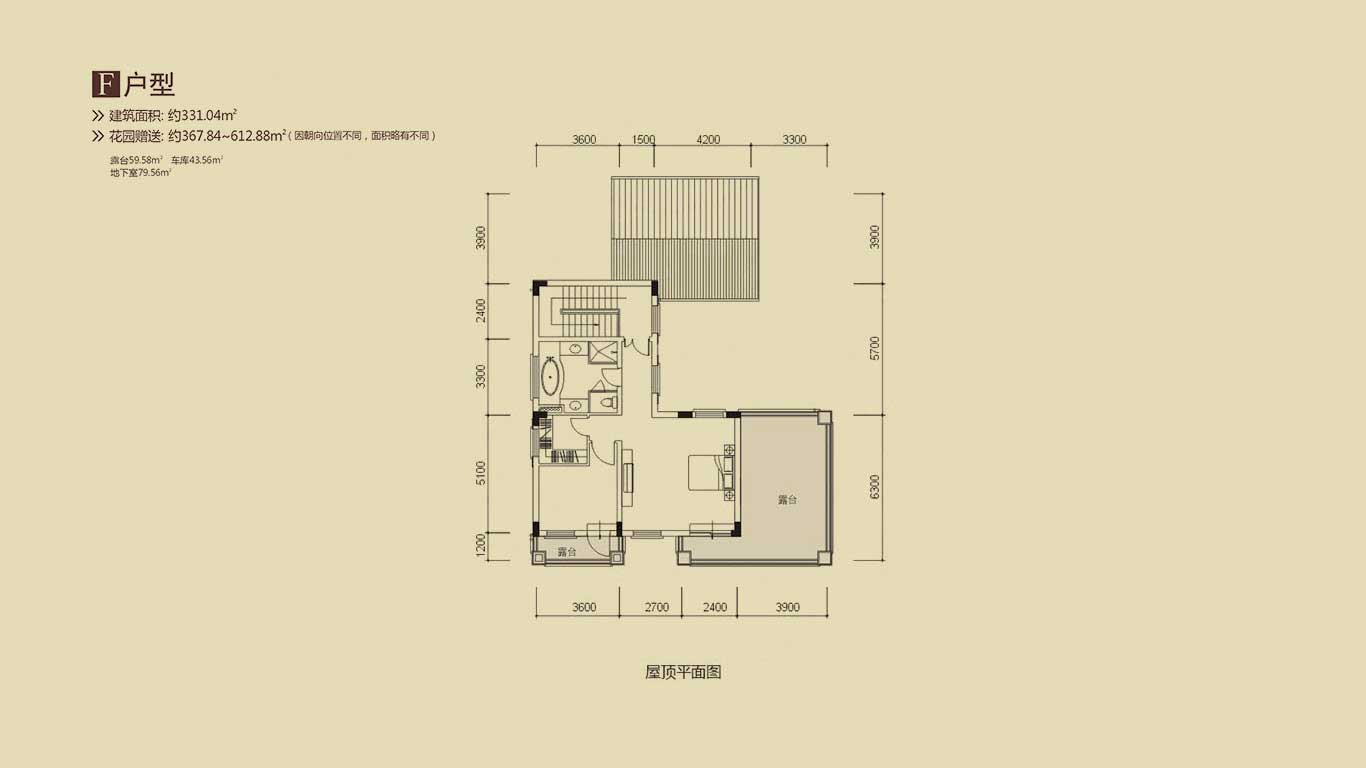 F户型
建筑面积: 约331.04m²
花园赠送: 约367.84~612.88m²(因朝向位置不同，面积略有不同)
露台59.58m² 车库43.56m²
地下室79.56m²
3600 1500 4200 3300
3900
2400
3300
5100
1200
3900
5700
6300
露台
露台
3600 2700 2400 3900
屋顶平面图